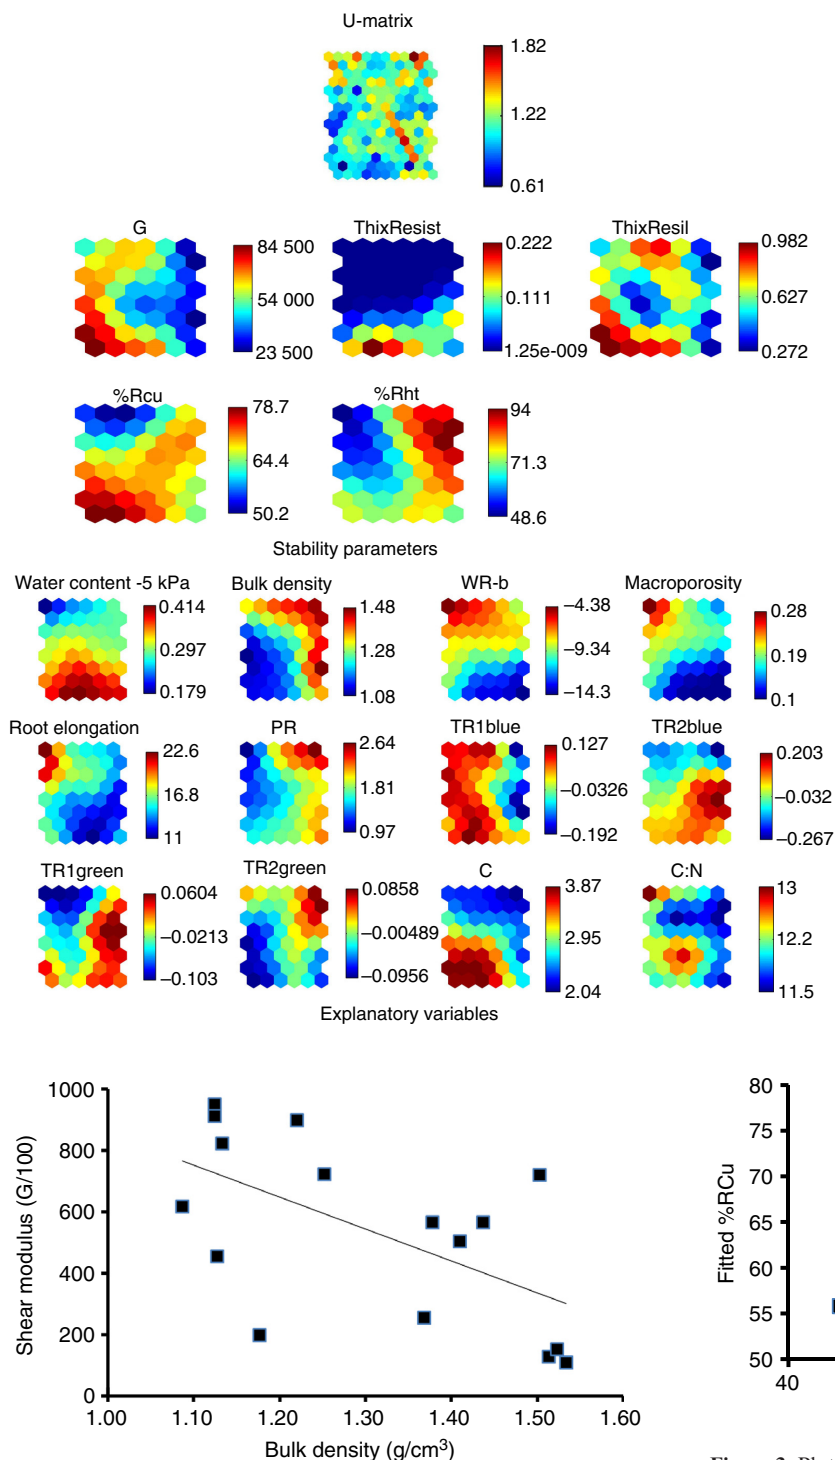 U-matrix
1.82
1.22
0.61
G
84 500
54 000
23 500
ThixResist
0.222
0.111
1.25e-009
ThixResil
0.982
0.627
0.272
%Rcu
78.7
64.4
50.2
%Rht
94
71.3
48.6
Stability parameters
Water content -5 kPa
0.414
0.297
0.179
Bulk density
1.48
1.28
1.08
WR-b
−4.38
−9.34
−14.3
Macroporosity
0.28
0.19
0.1
Root elongation
22.6
16.8
11
PR
2.64
1.81
0.97
TR1blue
0.127
−0.0326
−0.192
TR2blue
0.203
−0.032
−0.267
TR1green
0.0604
−0.0213
−0.103
TR2green
0.0858
−0.00489
−0.0956
C
3.87
2.95
2.04
C:N
13
12.2
11.5
Explanatory variables
Shear modulus (G/100)
1000
800
600
400
200
0
1.00 1.10 1.20 1.30 1.40 1.50 1.60
Bulk density (g/cm³)
Fitted %RCu
80
75
70
65
60
55
50
40